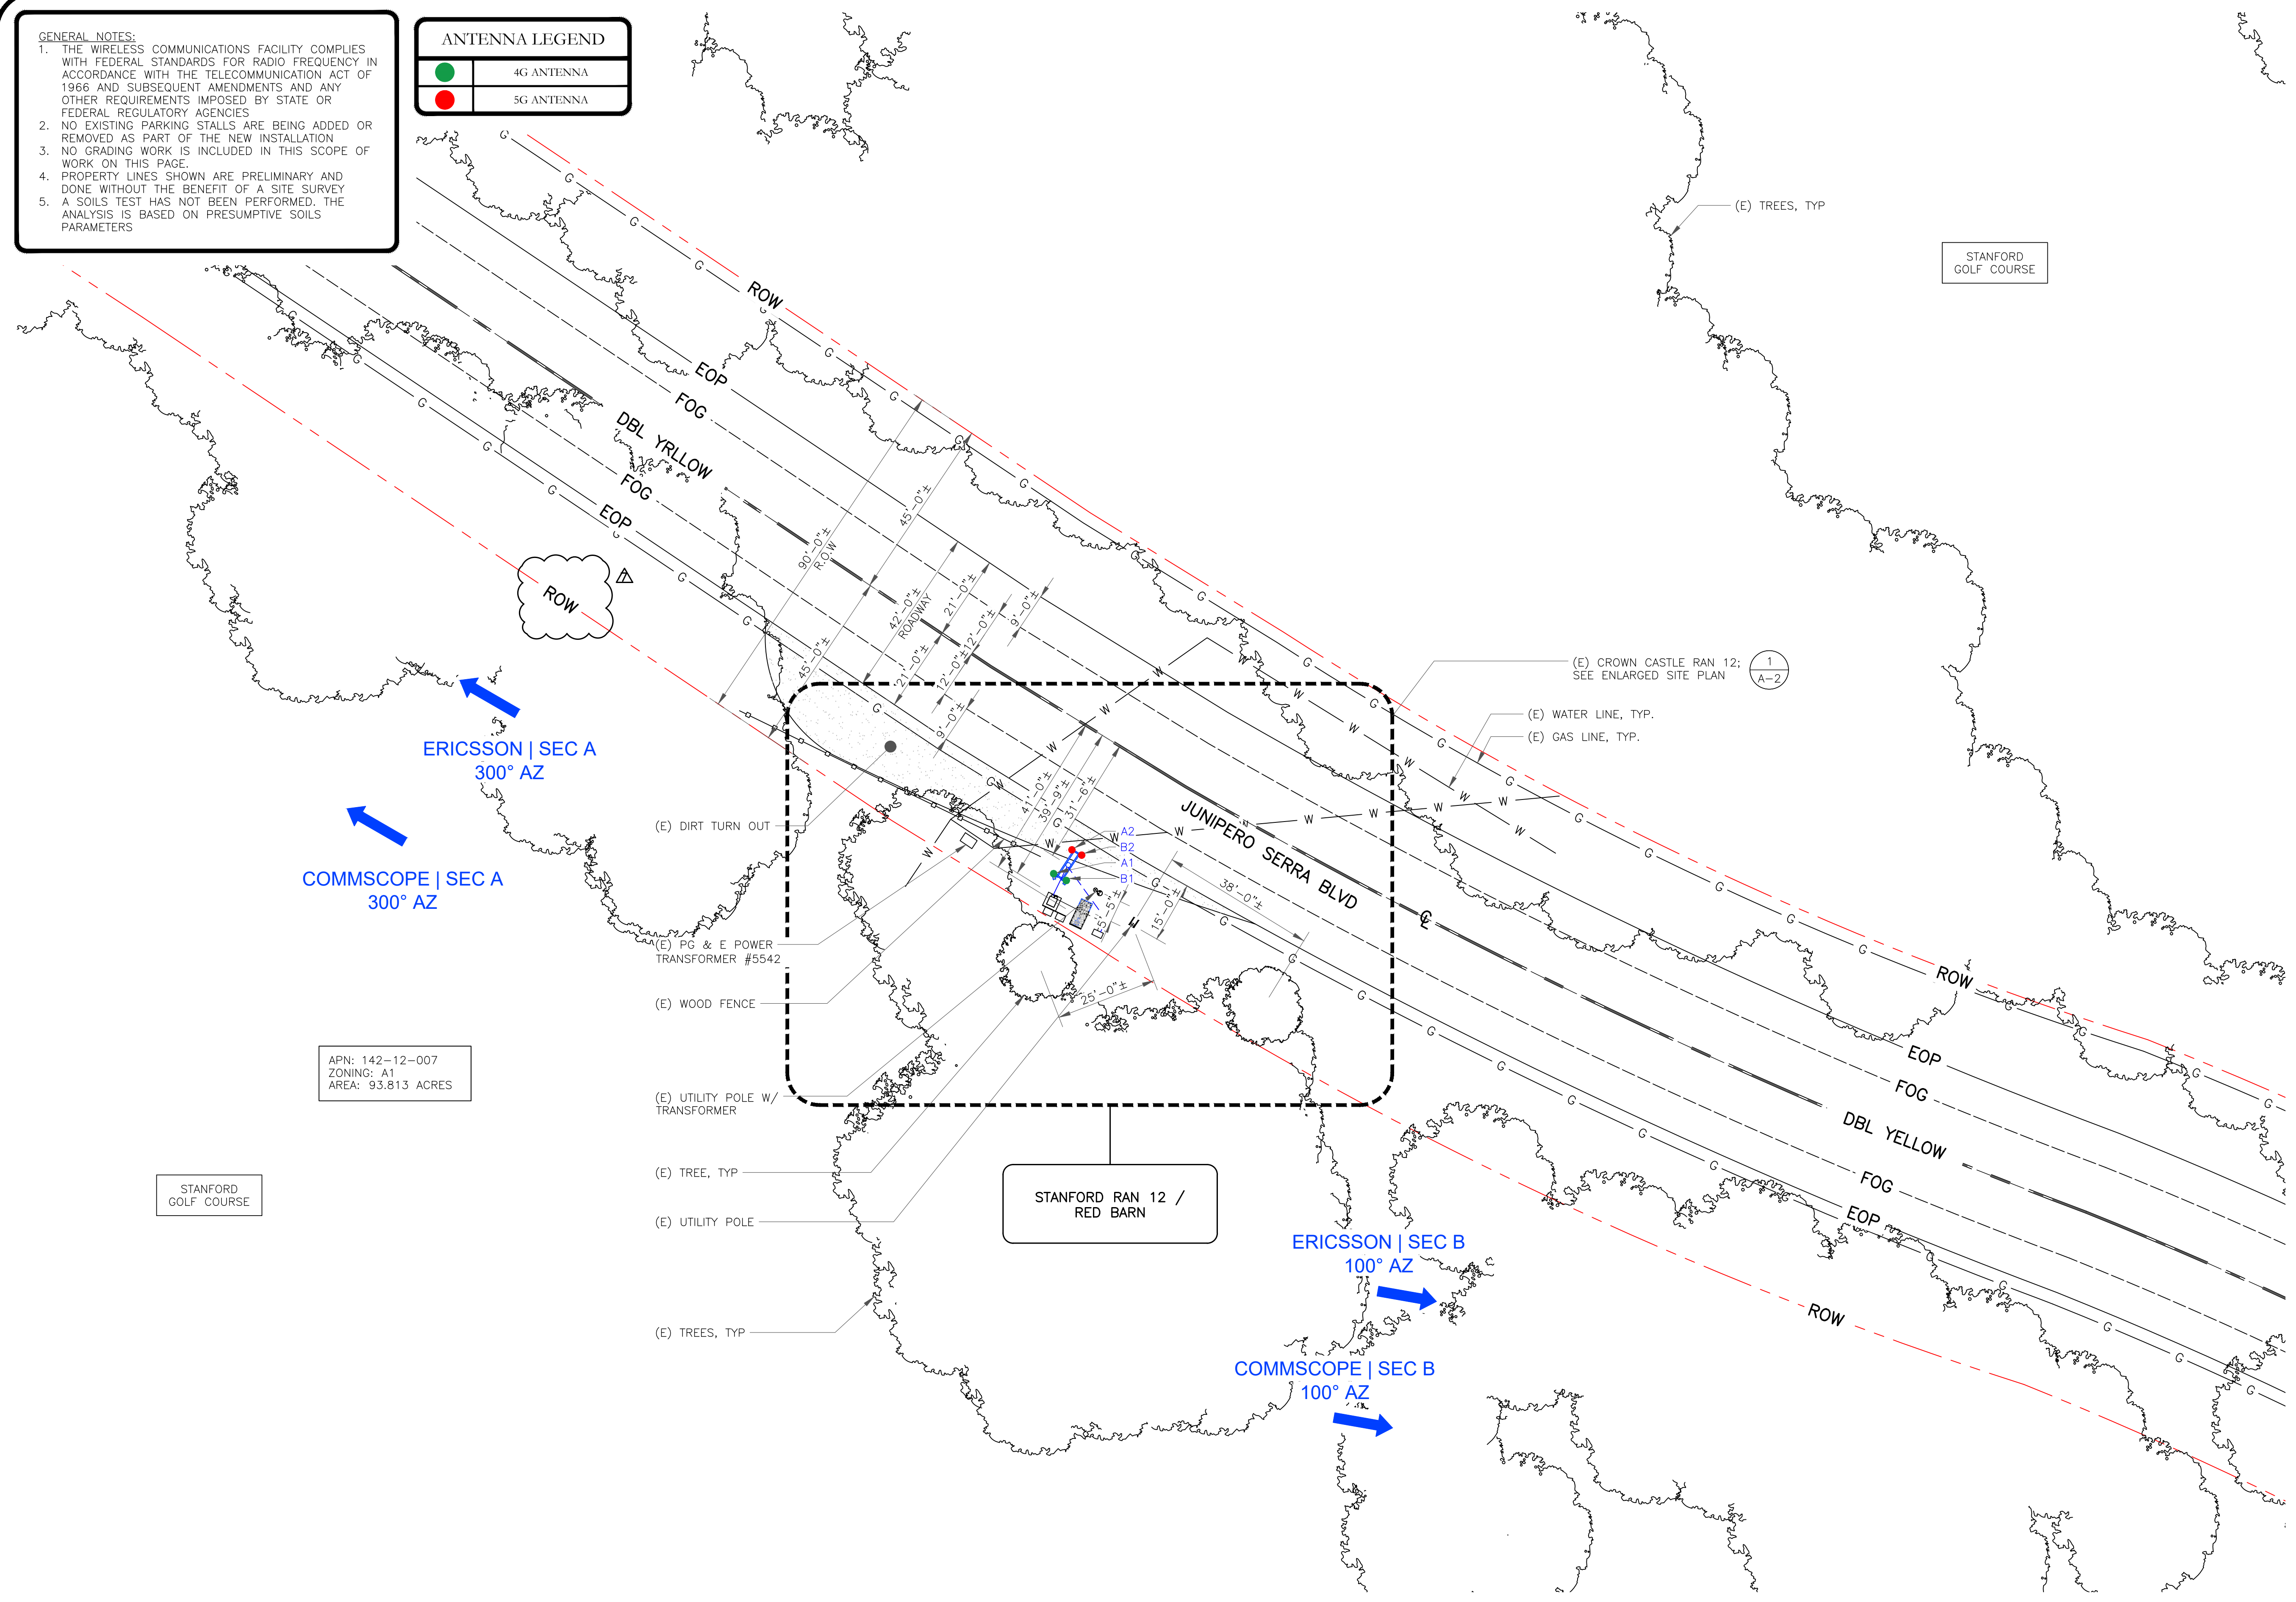 GENERAL NOTES:
1. THE WIRELESS COMMUNICATIONS FACILITY COMPLIES
WITH FEDERAL STANDARDS FOR RADIO FREQUENCY IN
ACCORDANCE WITH THE TELECOMMUNICATION ACT OF
1966 AND SUBSEQUENT AMENDMENTS AND ANY
OTHER REQUIREMENTS IMPOSED BY STATE OR
FEDERAL REGULATORY AGENCIES
2. NO EXISTING PARKING STALLS ARE BEING ADDED OR
REMOVED AS PART OF THE NEW INSTALLATION
3. NO GRADING WORK IS INCLUDED IN THIS SCOPE OF
WORK ON THIS PAGE.
4. PROPERTY LINES SHOWN ARE PRELIMINARY AND
DONE WITHOUT THE BENEFIT OF A SITE SURVEY
5. A SOILS TEST HAS NOT BEEN PERFORMED. THE
ANALYSIS IS BASED ON PRESUMPTIVE SOILS
PARAMETERS
ANTENNA LEGEND
4G ANTENNA
5G ANTENNA
(E) TREES, TYP
STANFORD
GOLF COURSE
ROW
EOP
FOG
DBL YRLLOW
FOG
EOP
ROW
7
90'-0"±
R.O.W
45'-0"±
45'-0"±
42'-0"±
ROADWAY
21'-0"±
21'-0"±
12'-0"±
12'-0"±
9'-0"±
9'-0"±
(E) CROWN CASTLE RAN 12;
SEE ENLARGED SITE PLAN
1
A-2
(E) WATER LINE, TYP.
(E) GAS LINE, TYP.
ERICSSON | SEC A
300° AZ
COMMSCOPE | SEC A
300° AZ
41'-0"±
39'-9"±
31'-6"±
A2
B2
A1
B1
JUNIPERO SERRA BLVD
38'-0"±
15'-0"±
25'-0"±
(E) DIRT TURN OUT
(E) PG & E POWER
TRANSFORMER #5542
(E) WOOD FENCE
(E) UTILITY POLE W/
TRANSFORMER
(E) TREE, TYP
(E) UTILITY POLE
(E) TREES, TYP
APN: 142-12-007
ZONING: A1
AREA: 93.813 ACRES
STANFORD
GOLF COURSE
STANFORD RAN 12 /
RED BARN
ROW
EOP
FOG
DBL YELLOW
FOG
EOP
ROW
ERICSSON | SEC B
100° AZ
COMMSCOPE | SEC B
100° AZ